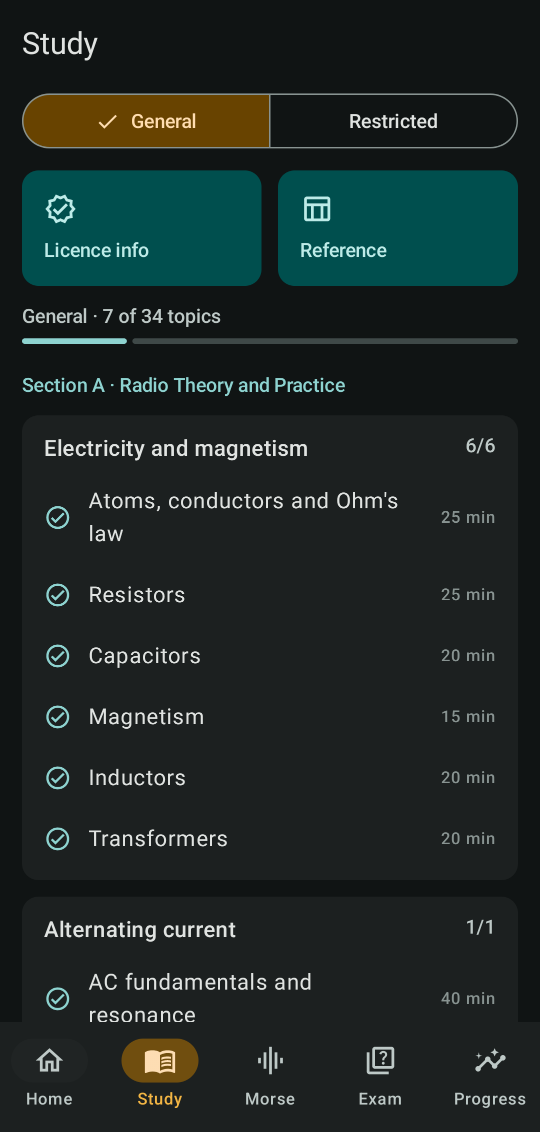 Study
General
Restricted
Licence info
Reference
General · 7 of 34 topics
Section A · Radio Theory and Practice
Electricity and magnetism
6/6
Atoms, conductors and Ohm's
law
25 min
Resistors
25 min
Capacitors
20 min
Magnetism
15 min
Inductors
20 min
Transformers
20 min
Alternating current
1/1
AC fundamentals and
resonance
40 min
Home
Study
Morse
Exam
Progress